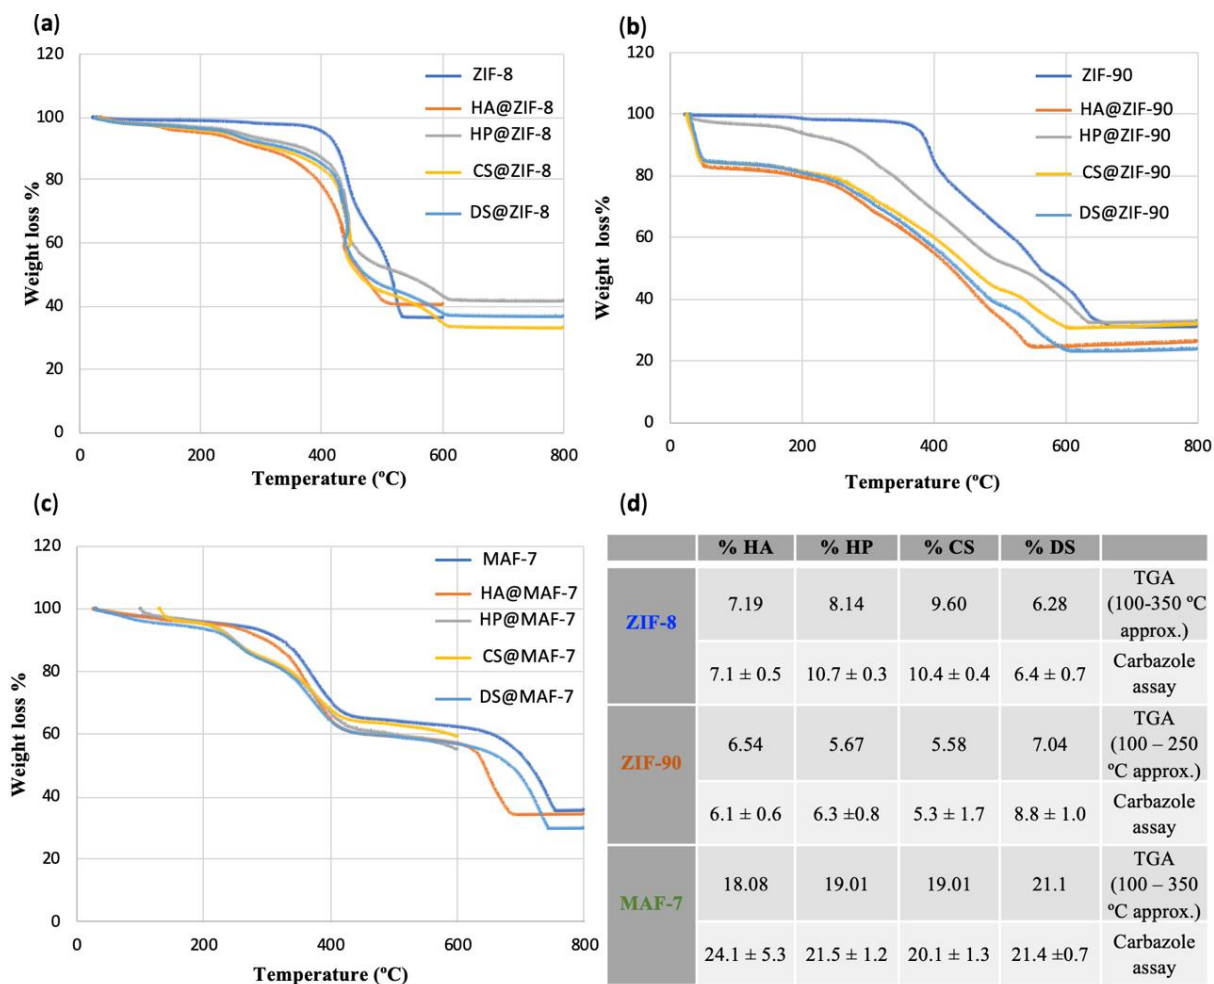 (a)
120
100
80
60
40
20
0
Weight loss %
0 200 400 600 800
Temperature (ºC)
ZIF-8
HA@ZIF-8
HP@ZIF-8
CS@ZIF-8
DS@ZIF-8
(b)
120
100
80
60
40
20
0
Weight loss%
0 200 400 600 800
Temperature (ºC)
ZIF-90
HA@ZIF-90
HP@ZIF-90
CS@ZIF-90
DS@ZIF-90
(c)
120
100
80
60
40
20
0
Weight loss %
0 200 400 600 800
Temperature (ºC)
MAF-7
HA@MAF-7
HP@MAF-7
CS@MAF-7
DS@MAF-7
(d)
% HA % HP % CS % DS
ZIF-8
7.19 8.14 9.60 6.28
TGA
(100-350 ºC
approx.)
7.1 ± 0.5 10.7 ± 0.3 10.4 ± 0.4 6.4 ± 0.7
Carbazole
assay
ZIF-90
6.54 5.67 5.58 7.04
TGA
(100 – 250
ºC approx.)
6.1 ± 0.6 6.3 ±0.8 5.3 ± 1.7 8.8 ± 1.0
Carbazole
assay
MAF-7
18.08 19.01 19.01 21.1
TGA
(100 – 350
ºC approx.)
24.1 ± 5.3 21.5 ± 1.2 20.1 ± 1.3 21.4 ±0.7
Carbazole
assay